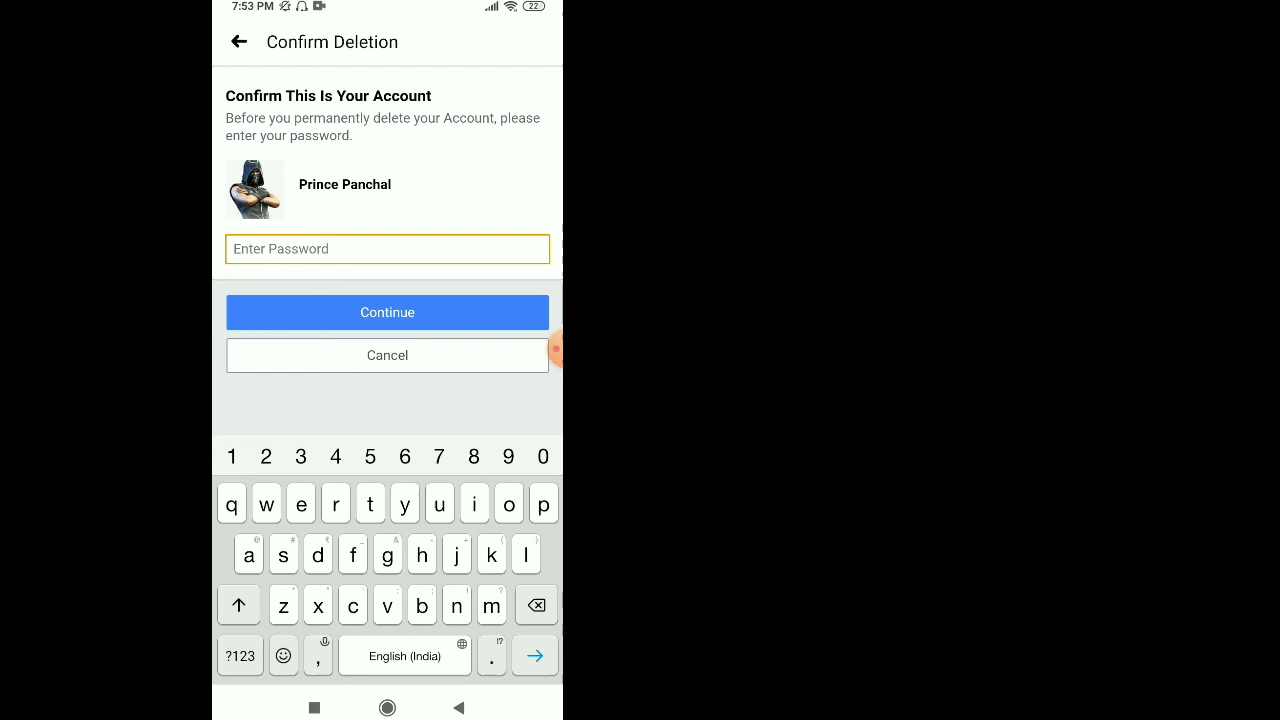 7:53 PM 22
Confirm Deletion
Confirm This Is Your Account
Before you permanently delete your Account, please
enter your password.
Prince Panchal
Enter Password
Continue
Cancel
1 2 3 4 5 6 7 8 9 0
q w e r t y u i o p
@ # € _ & - + ( )
a s d f g h j k l
* " ' : ; ! ?
z x c v b n m
?123 , English (India) !? .